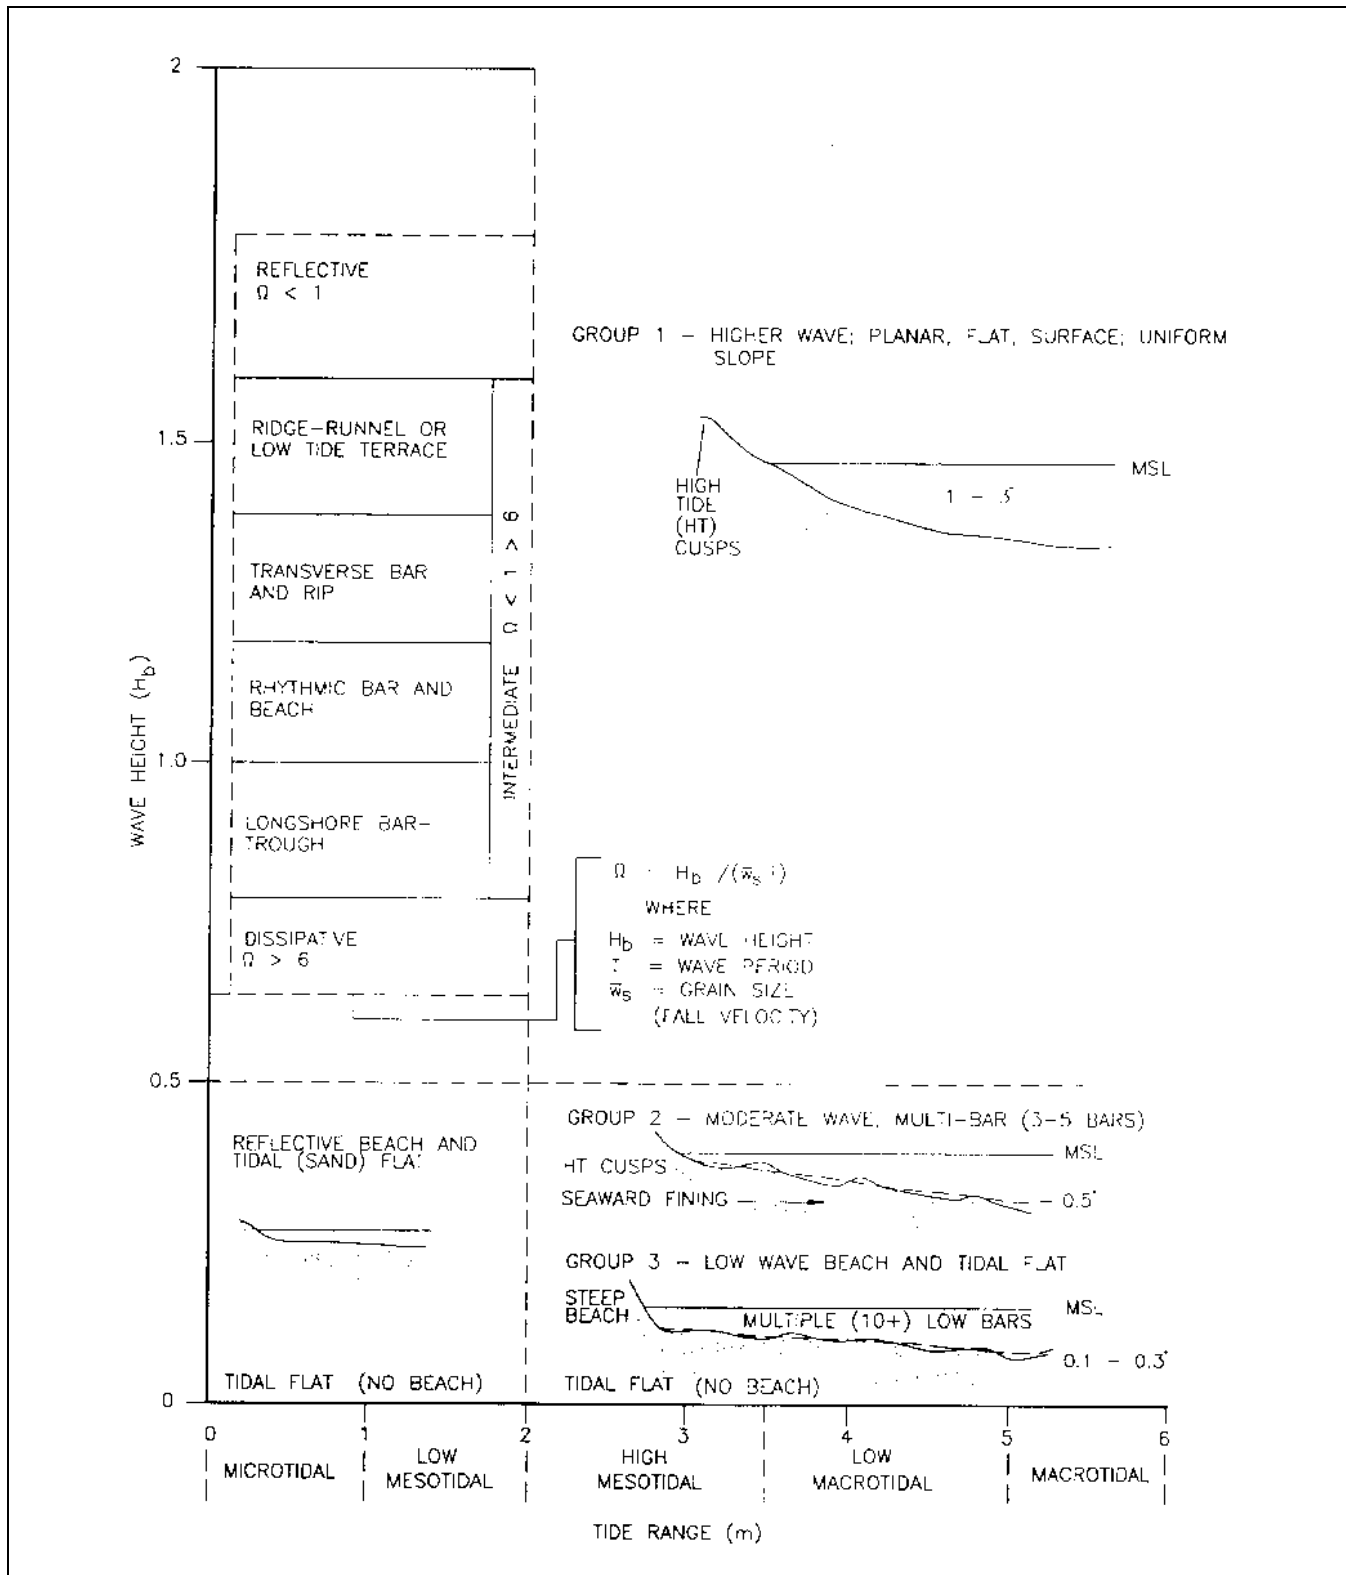 2
REFLECTIVE
Ω < 1
GROUP 1 – HIGHER WAVE; PLANAR, FLAT, SURFACE; UNIFORM
SLOPE
RIDGE–RUNNEL OR
LOW TIDE TERRACE
1.5
MSL
HIGH
TIDE
(HT)
CUSPS
TRANSVERSE BAR
AND RIP
RHYTHMIC BAR AND
BEACH
INTERMEDIATE Ω < 1 > 6
WAVE HEIGHT (Hb)
1.0
LONGSHORE BAR–
TROUGH
DISSIPATIVE
Ω > 6
Ω Hb /(w̅s
WHERE
Hb = WAVE HEIGHT
= WAVE PERIOD
w̅s = GRAIN SIZE
(FALL VELOCITY)
0.5
GROUP 2 – MODERATE WAVE, MULTI–BAR (3–5 BARS)
MSL
REFLECTIVE BEACH AND
TIDAL (SAND) FLAT
HT CUSPS
SEAWARD FINING
0.5°
GROUP 3 – LOW WAVE BEACH AND TIDAL FLAT
STEEP
BEACH
MSL
MULTIPLE (10+) LOW BARS
0.1 – 0.3°
TIDAL FLAT (NO BEACH)
TIDAL FLAT (NO BEACH)
0
0 1 2 3 4 5 6
MICROTIDAL
LOW
MESOTIDAL
HIGH
MESOTIDAL
LOW
MACROTIDAL
MACROTIDAL
TIDE RANGE (m)